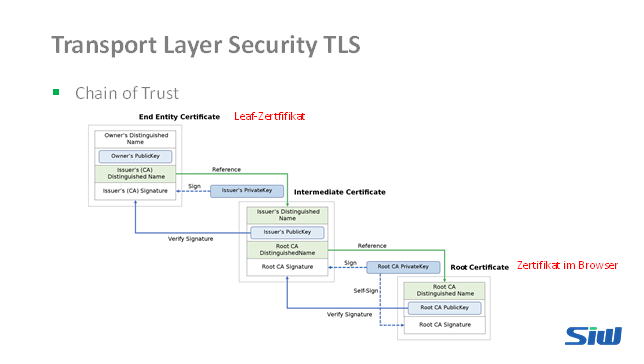 Transport Layer Security TLS
Chain of Trust
End Entity Certificate
Leaf-Zertfifikat
Owner's Distinguished
Name
Owner's PublicKey
Issuer's (CA)
Distinguished Name
Reference
Issuer's (CA) Signature
Sign
Issuer's PrivateKey
Intermediate Certificate
Issuer's Distinguished
Name
Issuer's PublicKey
Verify Signature
Root CA
DistinguishedName
Reference
Root CA Signature
Sign
Root CA PrivateKey
Root Certificate
Zertifikat im Browser
Self-Sign
Root CA
Distinguished Name
Root CA PublicKey
Verify Signature
Root CA Signature
SIW